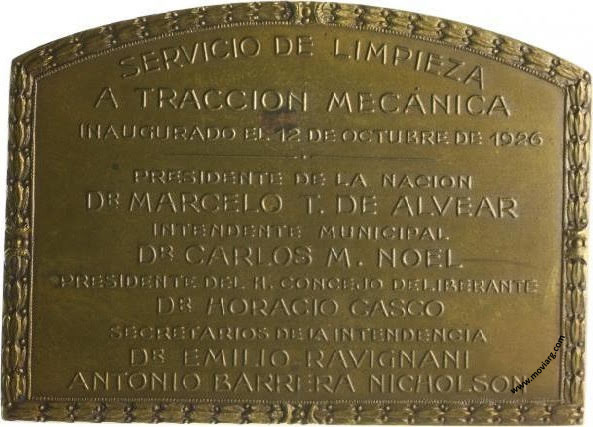 SERVICIO DE LIMPIEZA
A TRACCION MECÁNICA
INAUGURADO EL 12 DE OCTUBRE DE 1926
PRESIDENTE DE LA NACION
DR MARCELO T. DE ALVEAR
INTENDENTE MUNICIPAL
DR CARLOS M. NOEL
PRESIDENTE DEL H. CONCEJO DELIBERANTE
DR HORACIO CASCO
SECRETARIOS DE LA INTENDENCIA
DR EMILIO RAVIGNANI
ANTONIO BARRERA NICHOLSON
www.moviarg.com